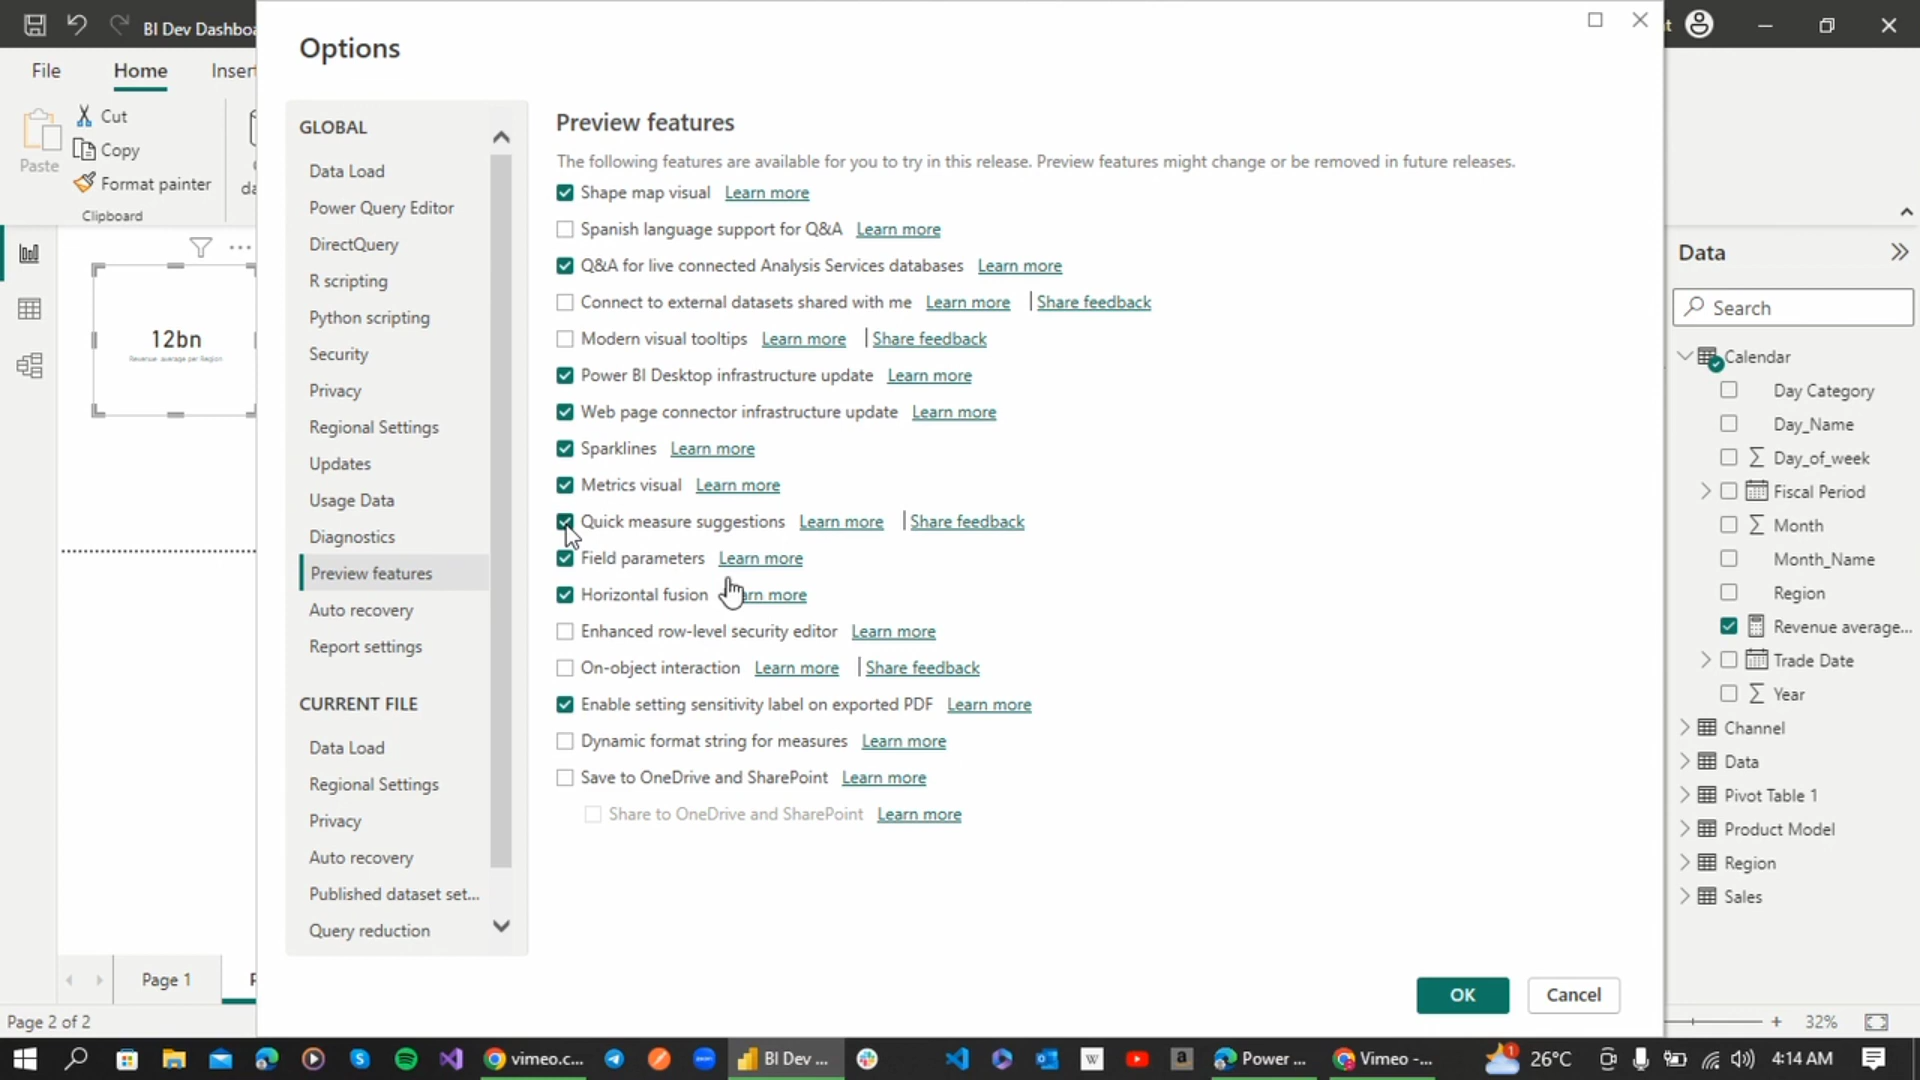 BI Dev Dashboa
Options
File
Home
Insert
Paste
Cut
Copy
Format painter
Clipboard
da
12bn
Revenue average per Region
GLOBAL
Data Load
Power Query Editor
DirectQuery
R scripting
Python scripting
Security
Privacy
Regional Settings
Updates
Usage Data
Diagnostics
Preview features
Auto recovery
Report settings
CURRENT FILE
Data Load
Regional Settings
Privacy
Auto recovery
Published dataset set...
Query reduction
Preview features
The following features are available for you to try in this release. Preview features might change or be removed in future releases.
Shape map visual Learn more
Spanish language support for Q&A Learn more
Q&A for live connected Analysis Services databases Learn more
Connect to external datasets shared with me Learn more | Share feedback
Modern visual tooltips Learn more | Share feedback
Power BI Desktop infrastructure update Learn more
Web page connector infrastructure update Learn more
Sparklines Learn more
Metrics visual Learn more
Quick measure suggestions Learn more | Share feedback
Field parameters Learn more
Horizontal fusion arn more
Enhanced row-level security editor Learn more
On-object interaction Learn more | Share feedback
Enable setting sensitivity label on exported PDF Learn more
Dynamic format string for measures Learn more
Save to OneDrive and SharePoint Learn more
Share to OneDrive and SharePoint Learn more
OK
Cancel
Data
Search
Calendar
Day Category
Day_Name
Day_of_week
Fiscal Period
Month
Month_Name
Region
Revenue average...
Trade Date
Year
Channel
Data
Pivot Table 1
Product Model
Region
Sales
Page 1
Page 2 of 2
32%
vimeo.c...
BI Dev ...
Power ...
Vimeo -...
1
26°C
4:14 AM